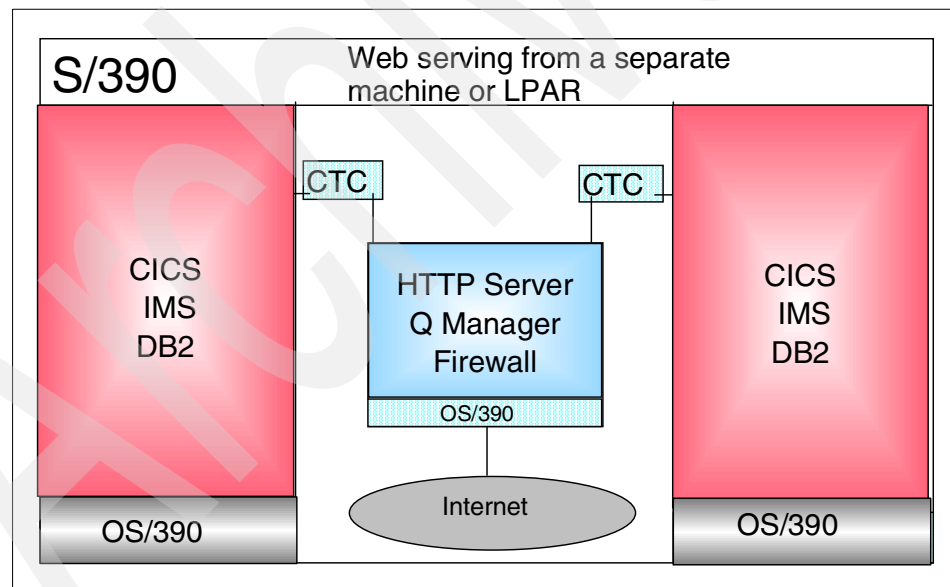 S/390
Web serving from a separate
machine or LPAR
CTC
CTC
CICS
IMS
DB2
HTTP Server
Q Manager
Firewall
OS/390
CICS
IMS
DB2
Internet
OS/390
OS/390